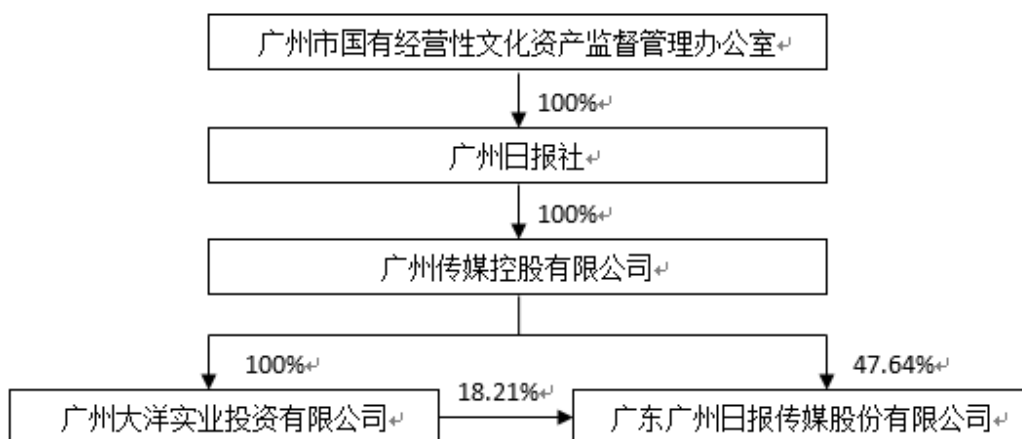 广州市国有经营性文化资产监督管理办公室↵
100%↵
广州日报社↵
100%↵
广州传媒控股有限公司↵
100%↵
47.64%↵
18.21%↵
广州大洋实业投资有限公司↵
广东广州日报传媒股份有限公司↵